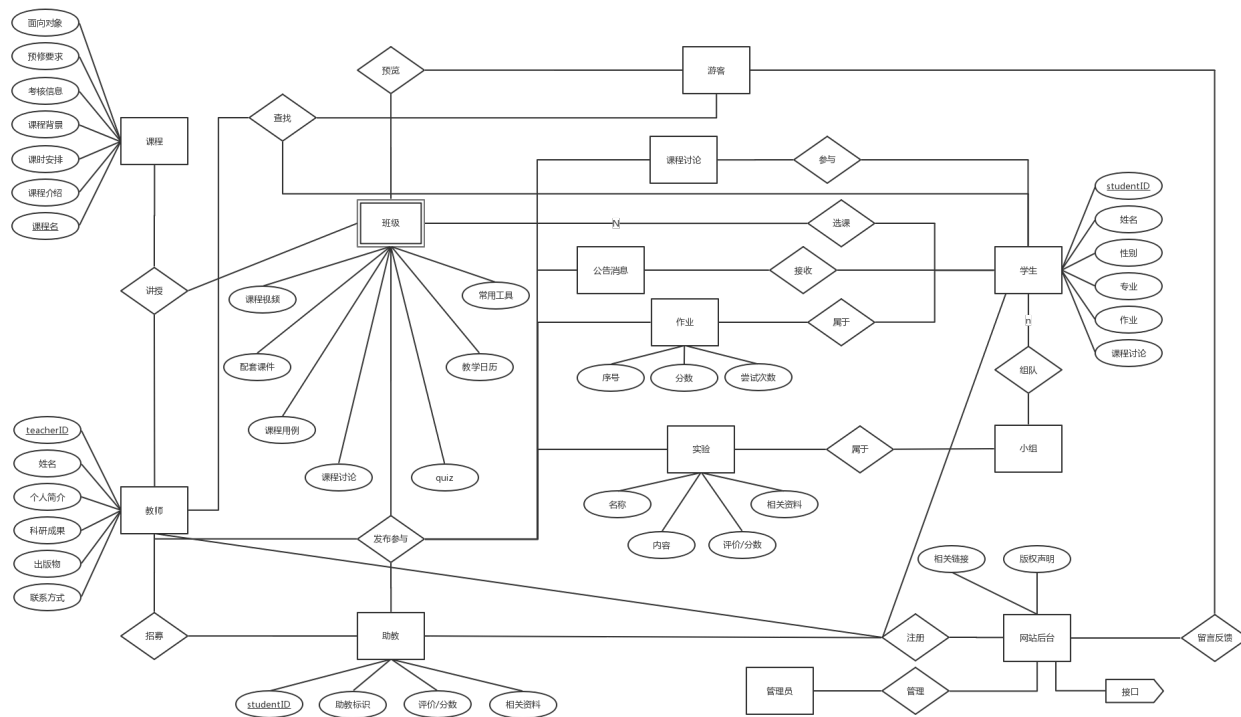 面向对象
预修要求
考核信息
课程背景
课时安排
课程介绍
课程名
课程
预览
游客
查找
课程讨论
参与
班级
N
选课
studentID
姓名
性别
专业
作业
课程讨论
学生
公告消息
接收
讲授
课程视频
常用工具
作业
属于
n
配套课件
教学日历
序号
分数
尝试次数
组队
课程用例
课程讨论
quiz
teacherID
姓名
个人简介
科研成果
出版物
联系方式
教师
实验
属于
小组
名称
相关资料
内容
评价/分数
发布参与
相关链接
版权声明
招募
助教
注册
网站后台
留言反馈
studentID
助教标识
评价/分数
相关资料
管理员
管理
接口